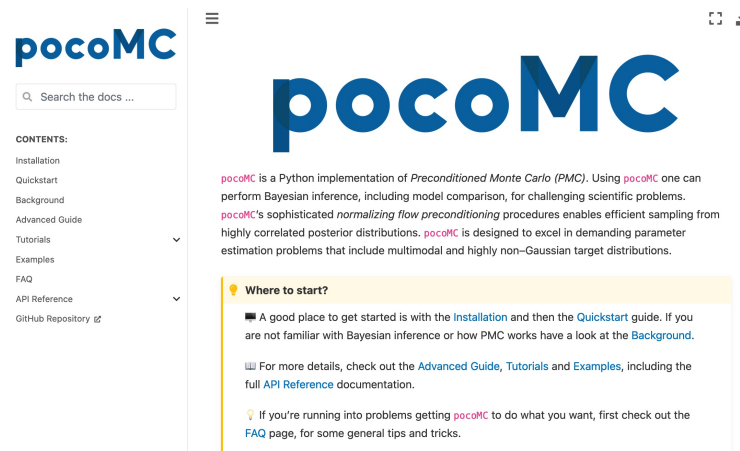 pocoMC
Search the docs ...
CONTENTS:
Installation
Quickstart
Background
Advanced Guide
Tutorials
Examples
FAQ
API Reference
GitHub Repository
pocoMC
pocoMC is a Python implementation of Preconditioned Monte Carlo (PMC). Using pocoMC one can
perform Bayesian inference, including model comparison, for challenging scientific problems.
pocoMC's sophisticated normalizing flow preconditioning procedures enables efficient sampling from
highly correlated posterior distributions. pocoMC is designed to excel in demanding parameter
estimation problems that include multimodal and highly non–Gaussian target distributions.
Where to start?
A good place to get started is with the Installation and then the Quickstart guide. If you
are not familiar with Bayesian inference or how PMC works have a look at the Background.
For more details, check out the Advanced Guide, Tutorials and Examples, including the
full API Reference documentation.
If you're running into problems getting pocoMC to do what you want, first check out the
FAQ page, for some general tips and tricks.